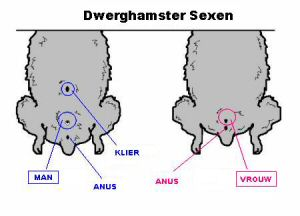 Dwerghamster Sexen
KLIER
MAN
ANUS
ANUS
VROUW